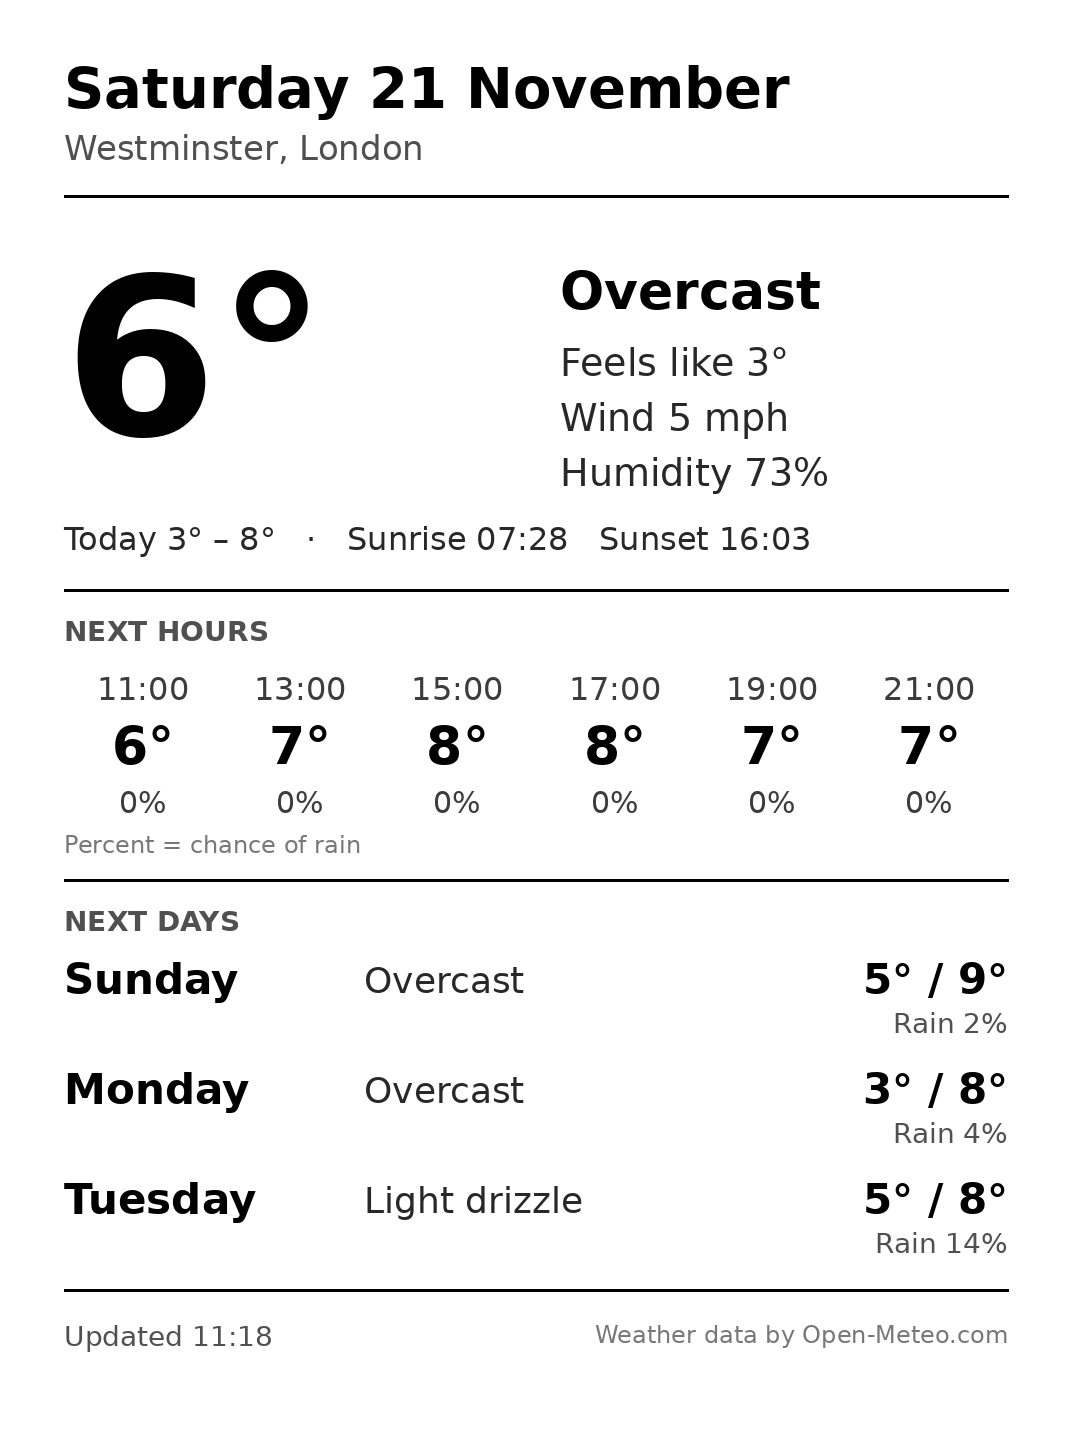 Saturday 21 November
Westminster, London
6°
Overcast
Feels like 3°
Wind 5 mph
Humidity 73%
Today 3° – 8° · Sunrise 07:28 Sunset 16:03
NEXT HOURS
11:00 13:00 15:00 17:00 19:00 21:00
6° 7° 8° 8° 7° 7°
0% 0% 0% 0% 0% 0%
Percent = chance of rain
NEXT DAYS
Sunday Overcast 5° / 9°
Rain 2%
Monday Overcast 3° / 8°
Rain 4%
Tuesday Light drizzle 5° / 8°
Rain 14%
Updated 11:18 Weather data by Open-Meteo.com